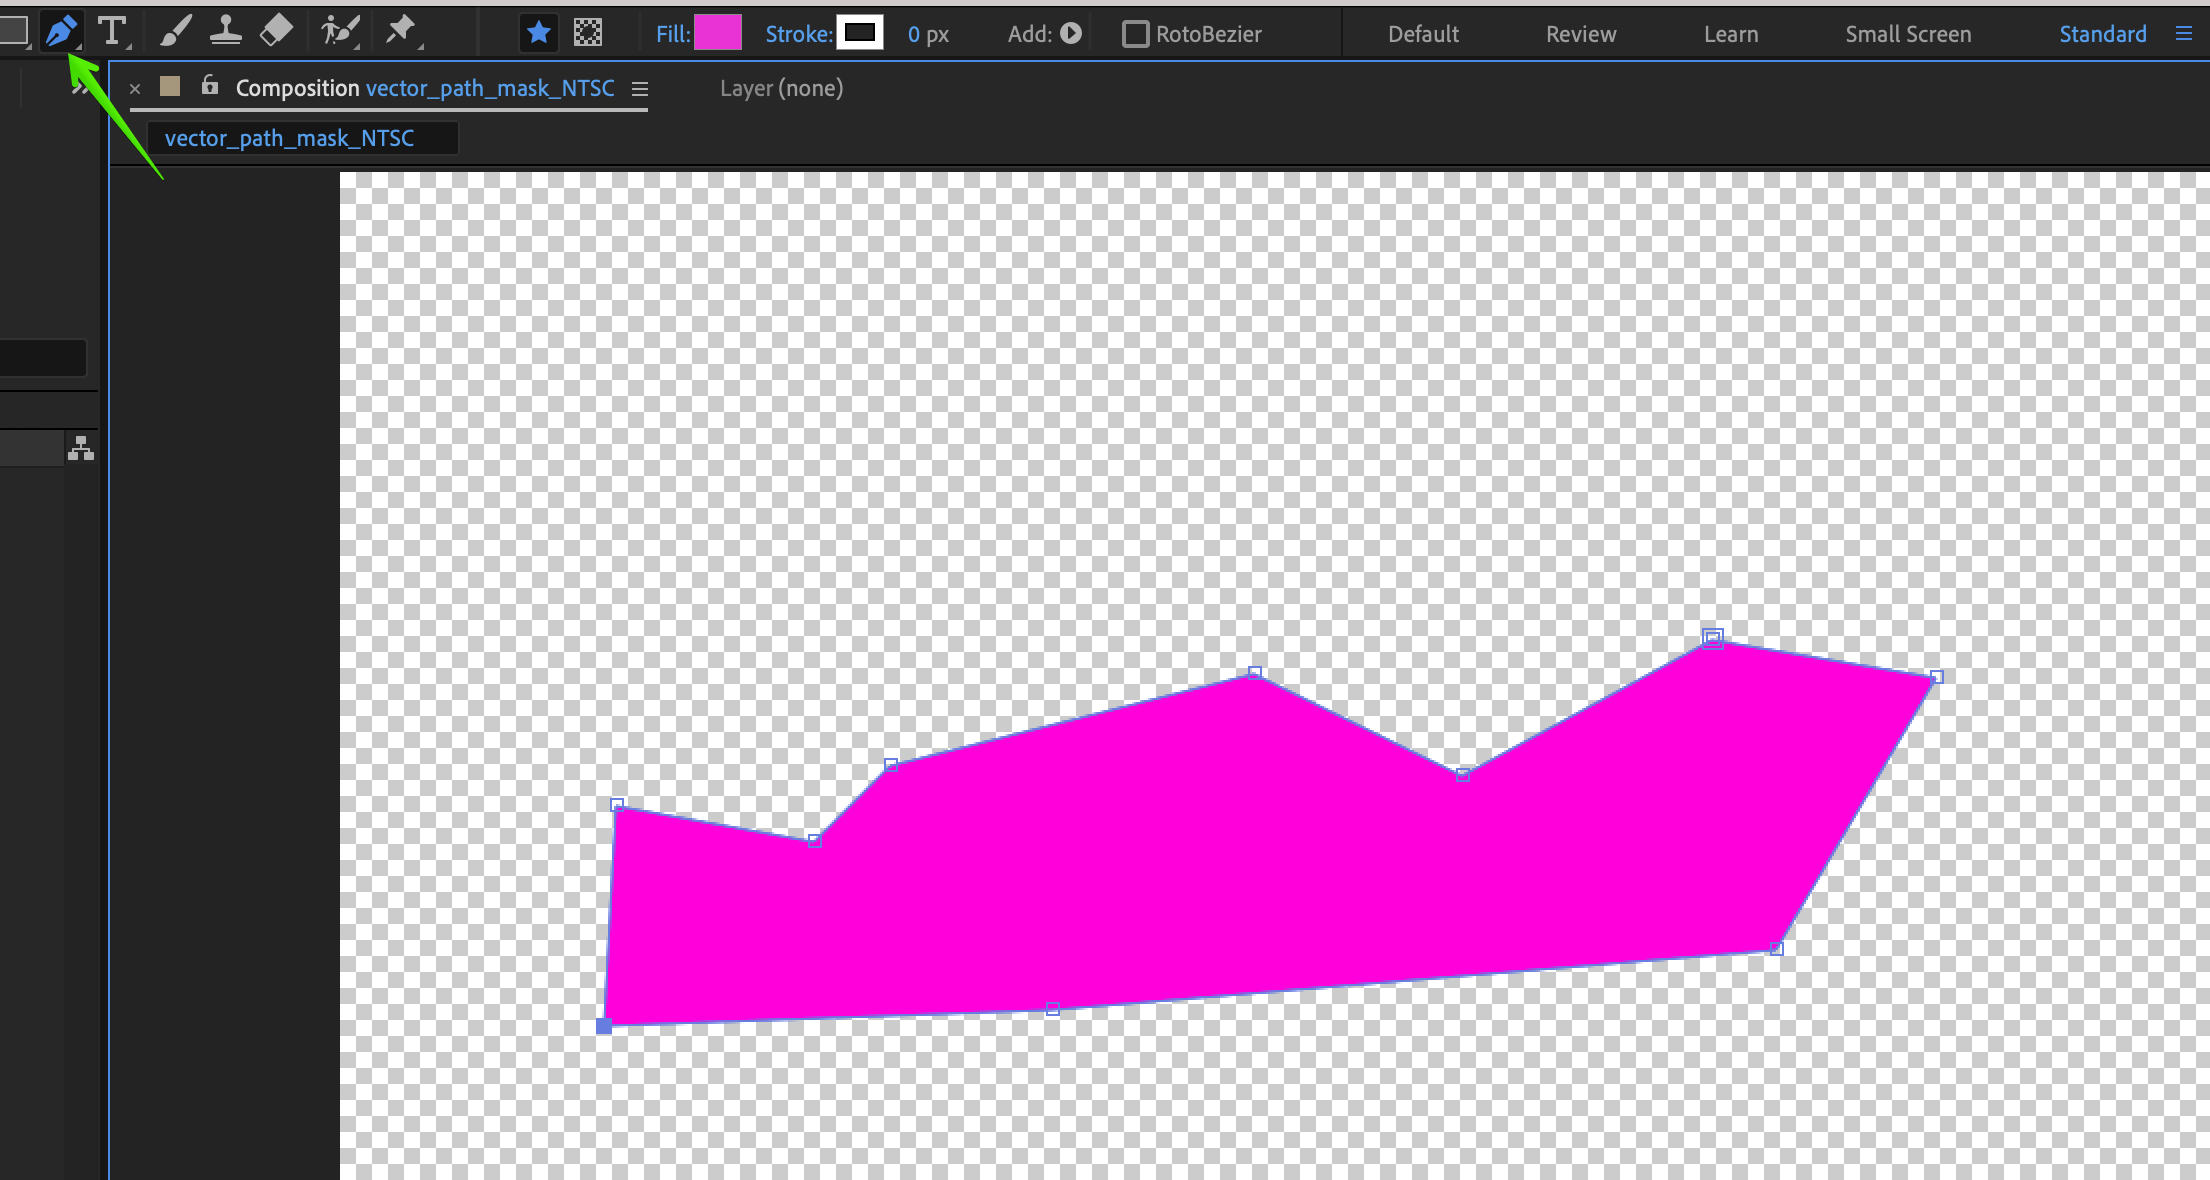 Fill: Stroke: 0 px Add: RotoBezier Default Review Learn Small Screen Standard
Composition vector_path_mask_NTSC Layer (none)
vector_path_mask_NTSC